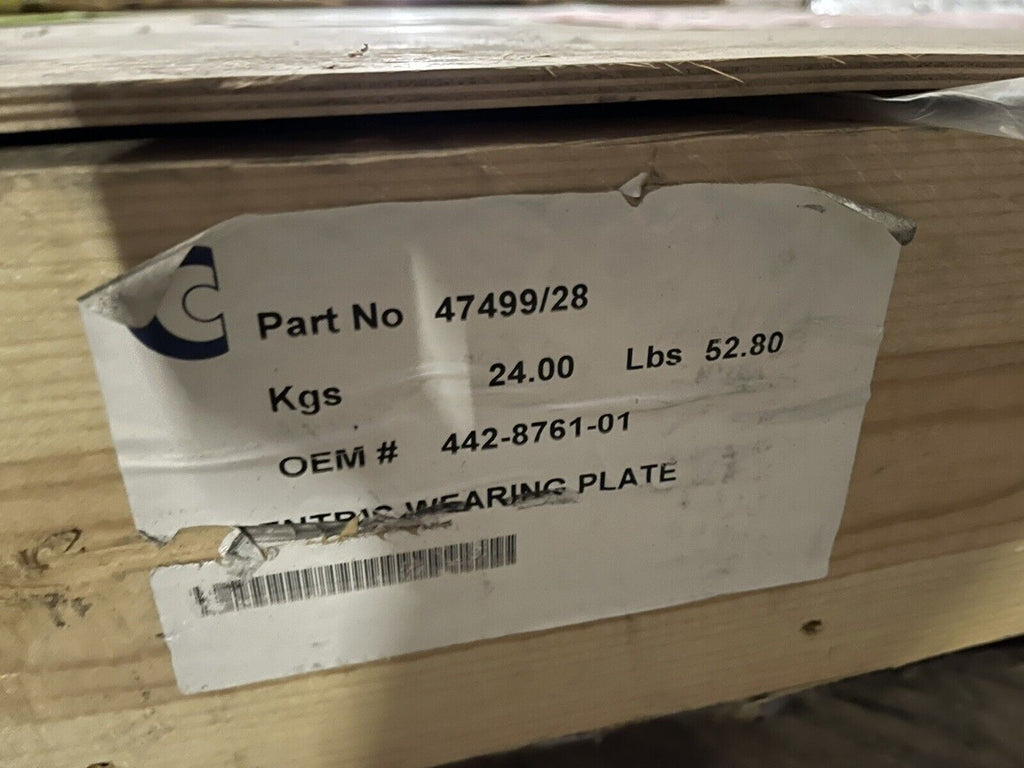 C
Part No 47499/28
Kgs 24.00 Lbs 52.80
OEM # 442-8761-01
WEARING PLATE